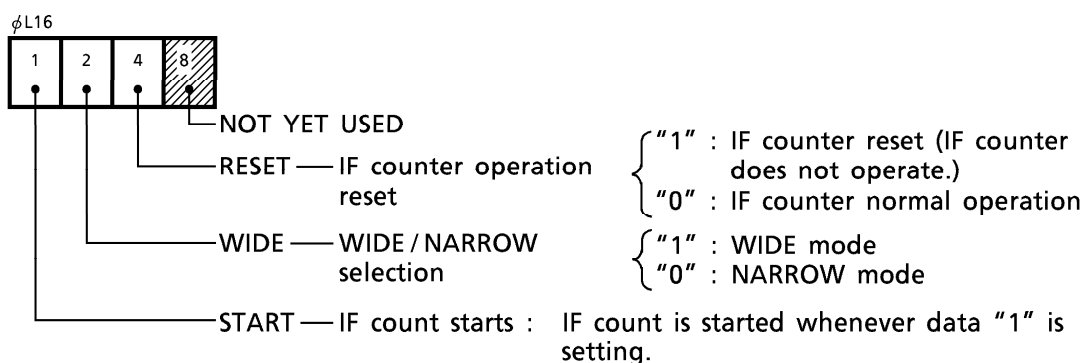 φL16
1 2 4 8
NOT YET USED
RESET — IF counter operation reset
"1" : IF counter reset (IF counter does not operate.)
"0" : IF counter normal operation
WIDE — WIDE / NARROW selection
"1" : WIDE mode
"0" : NARROW mode
START — IF count starts : IF count is started whenever data "1" is setting.